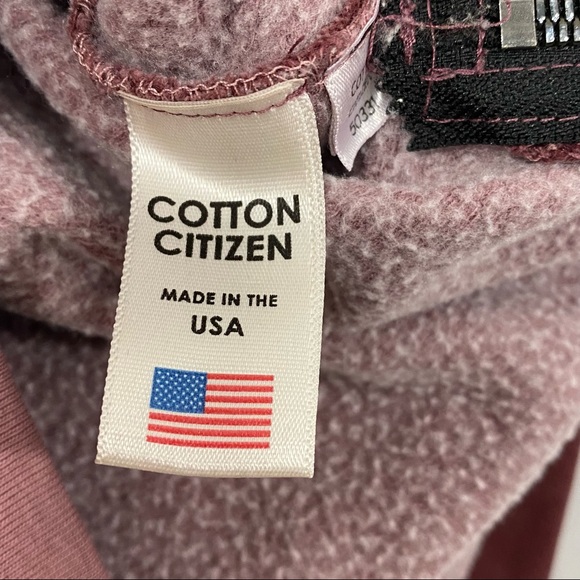 COTTON
CITIZEN
MADE IN THE
USA